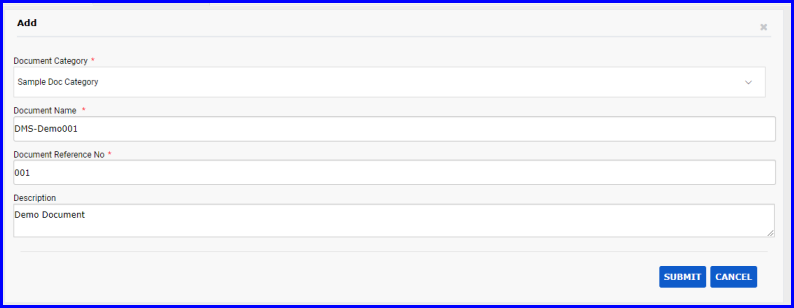 Add
Document Category *
Sample Doc Category
Document Name *
DMS-Demo001
Document Reference No *
001
Description
Demo Document
SUBMIT CANCEL